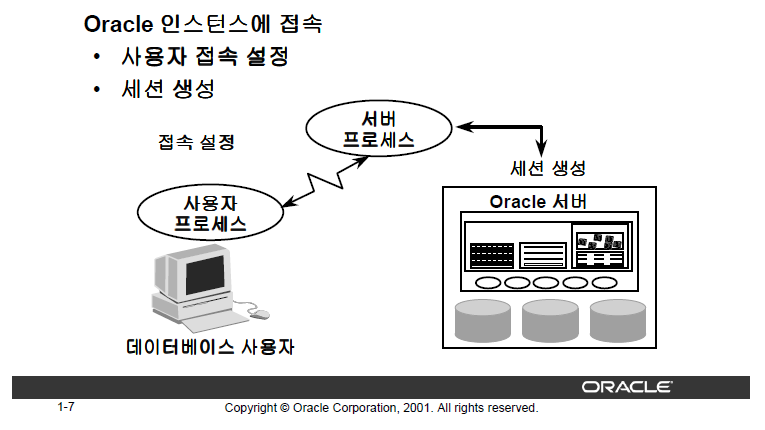 Oracle 인스턴스에 접속
• 사용자 접속 설정
• 세션 생성
접속 설정
서버
프로세스
세션 생성
사용자
프로세스
Oracle 서버
데이터베이스 사용자
ORACLE
1-7
Copyright © Oracle Corporation, 2001. All rights reserved.